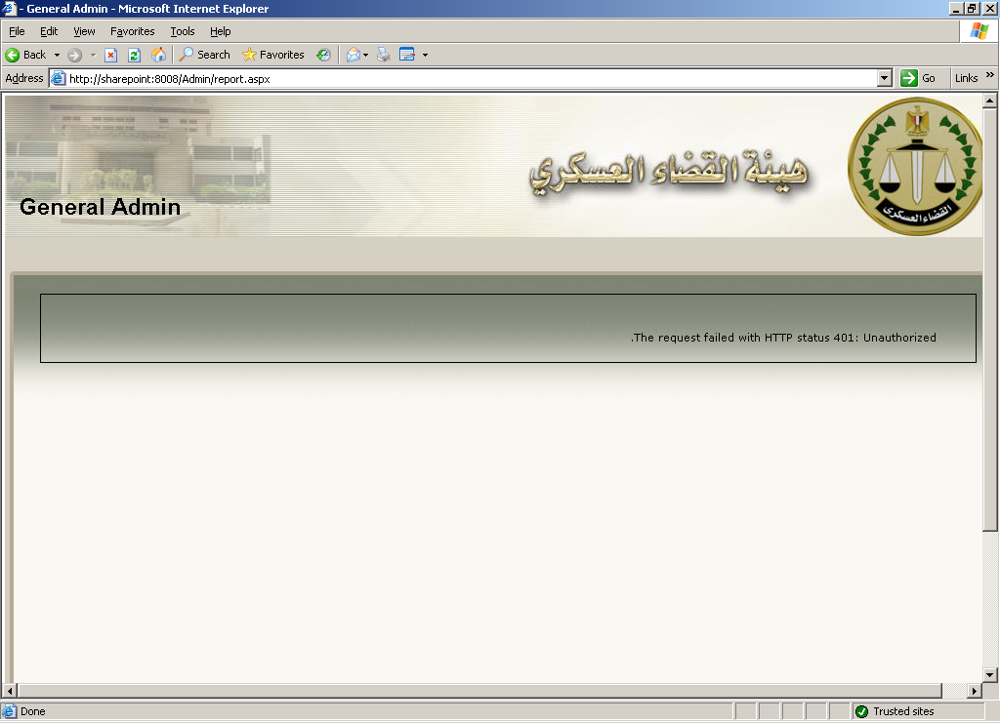 - General Admin - Microsoft Internet Explorer
File Edit View Favorites Tools Help
Back Search Favorites
Address http://sharepoint:8008/Admin/report.aspx Go Links »
هيئة القضاء العسكري
القضاء العسكري
General Admin
.The request failed with HTTP status 401: Unauthorized
Done Trusted sites